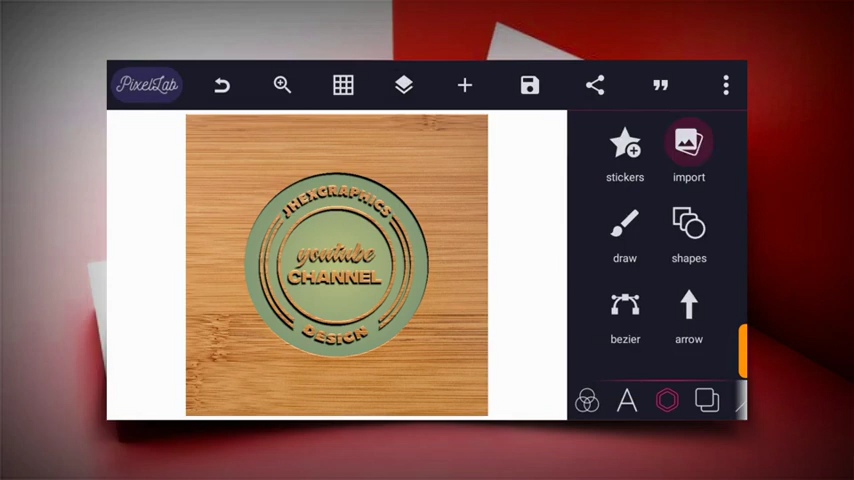 PixelLab
stickers
import
JHEXGRAPHICS
youtube
CHANNEL
DESIGN
draw
shapes
bezier
arrow